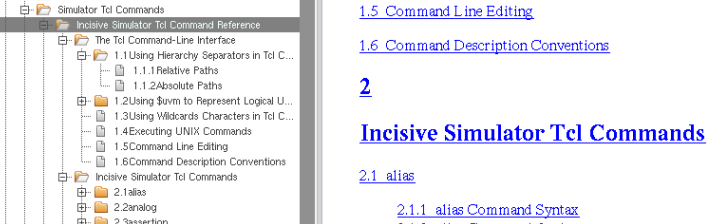 Simulator Tcl Commands
Incisive Simulator Tcl Command Reference
The Tcl Command-Line Interface
1.1Using Hierarchy Separators in Tcl C...
1.1.1Relative Paths
1.1.2Absolute Paths
1.2Using $uvm to Represent Logical U...
1.3Using Wildcards Characters in Tcl C...
1.4Executing UNIX Commands
1.5Command Line Editing
1.6Command Description Conventions
Incisive Simulator Tcl Commands
2.1alias
2.2analog
2.3assertion
1.5 Command Line Editing
1.6 Command Description Conventions
2
Incisive Simulator Tcl Commands
2.1 alias
2.1.1 alias Command Syntax